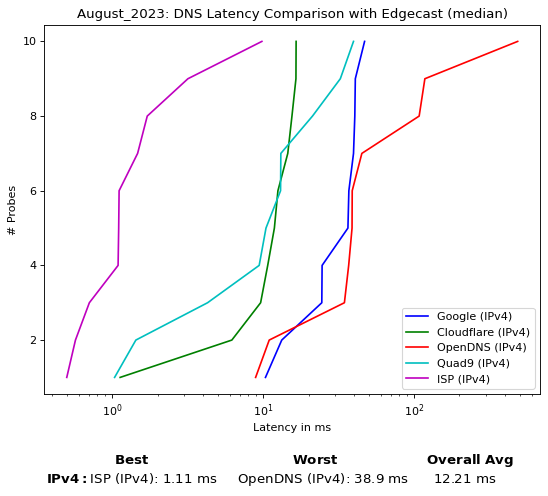 August_2023: DNS Latency Comparison with Edgecast (median)
10
8
6
4
2
# Probes
Google (IPv4)
Cloudflare (IPv4)
OpenDNS (IPv4)
Quad9 (IPv4)
ISP (IPv4)
10⁰ 10¹ 10²
Latency in ms
Best Worst Overall Avg
IPv4: ISP (IPv4): 1.11 ms OpenDNS (IPv4): 38.9 ms 12.21 ms